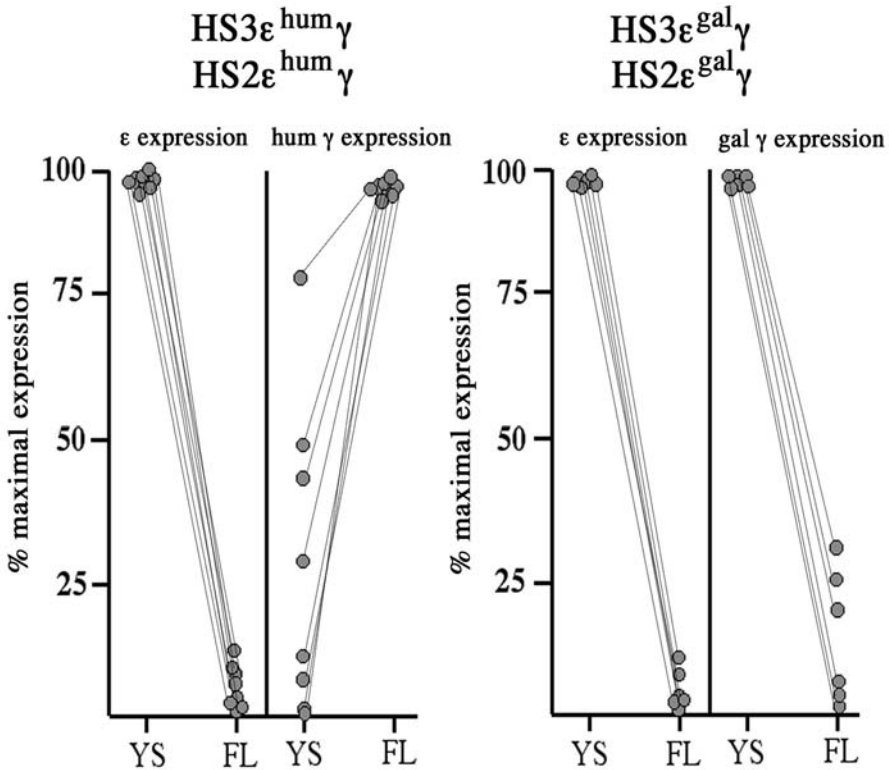 HS3ε^hum γ
HS2ε^hum γ
ε expression
hum γ expression
% maximal expression
100
75
50
25
YS
FL
YS
FL
HS3ε^gal γ
HS2ε^gal γ
ε expression
gal γ expression
% maximal expression
100
75
50
25
YS
FL
YS
FL